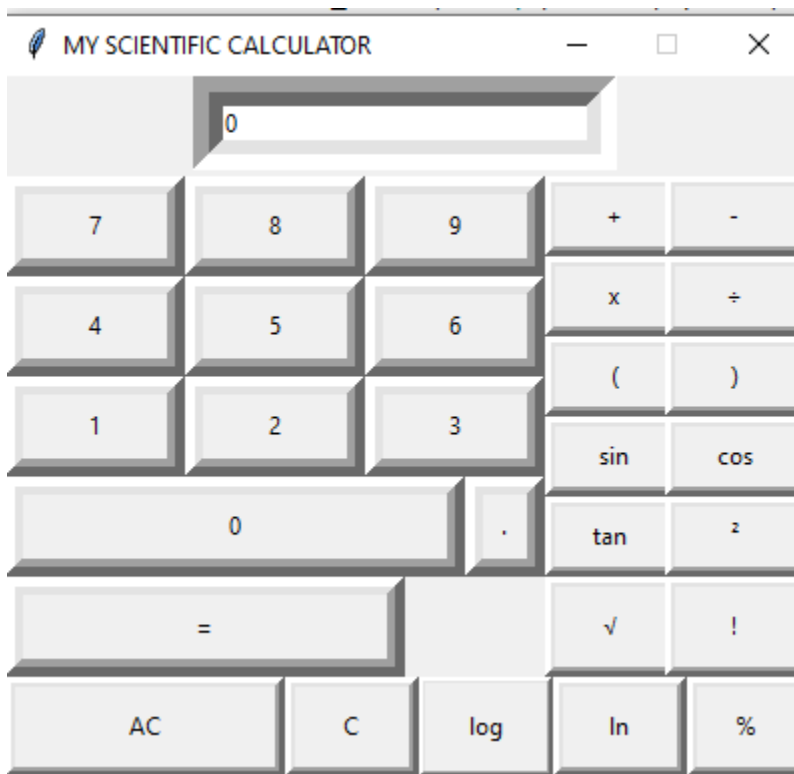 MY SCIENTIFIC CALCULATOR
0
7 8 9 + -
4 5 6 x ÷
1 2 3 ( )
sin cos
0 . tan ²
= √ !
AC C log ln %